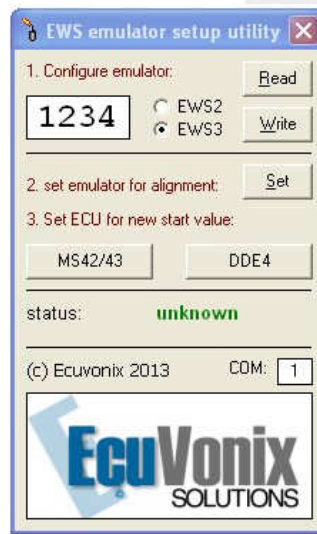 EWS emulator setup utility
1. Configure emulator:
Read
1234
EWS2
EWS3
Write
2. set emulator for alignment:
Set
3. Set ECU for new start value:
MS42/43
DDE4
status:
unknown
(c) Ecuvonix 2013
COM: 1
EcuVonix
SOLUTIONS